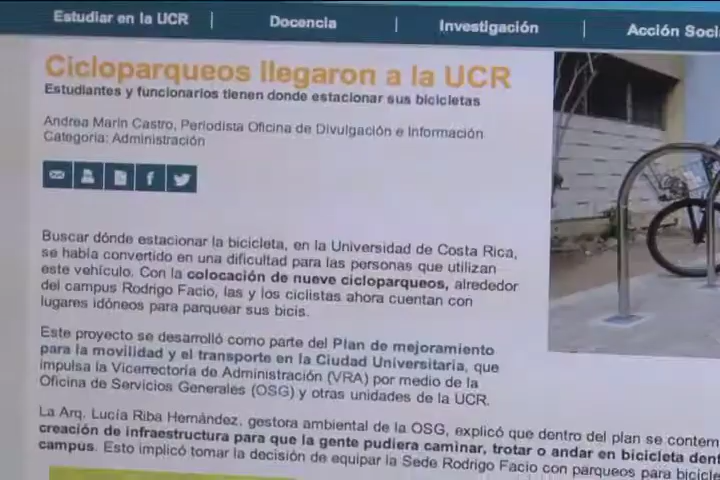 Estudiar en la UCR | Docencia | Investigación | Acción Soci
Cicloparqueos llegaron a la UCR
Estudiantes y funcionarios tienen donde estacionar sus bicicletas
Andrea Marín Castro, Periodista Oficina de Divulgación e Información
Categoría: Administración
Buscar dónde estacionar la bicicleta, en la Universidad de Costa Rica,
se había convertido en una dificultad para las personas que utilizan
este vehículo. Con la colocación de nueve cicloparqueos, alrededor
del campus Rodrigo Facio, las y los ciclistas ahora cuentan con
lugares idóneos para parquear sus bicis.
Este proyecto se desarrolló como parte del Plan de mejoramiento
para la movilidad y el transporte en la Ciudad Universitaria, que
impulsa la Vicerrectoría de Administración (VRA) por medio de la
Oficina de Servicios Generales (OSG) y otras unidades de la UCR.
La Arq. Lucía Riba Hernández, gestora ambiental de la OSG, explicó que dentro del plan se contem
creación de infraestructura para que la gente pudiera caminar, trotar o andar en bicicleta dent
campus. Esto implicó tomar la decisión de equipar la Sede Rodrigo Facio con parqueos para bicicle